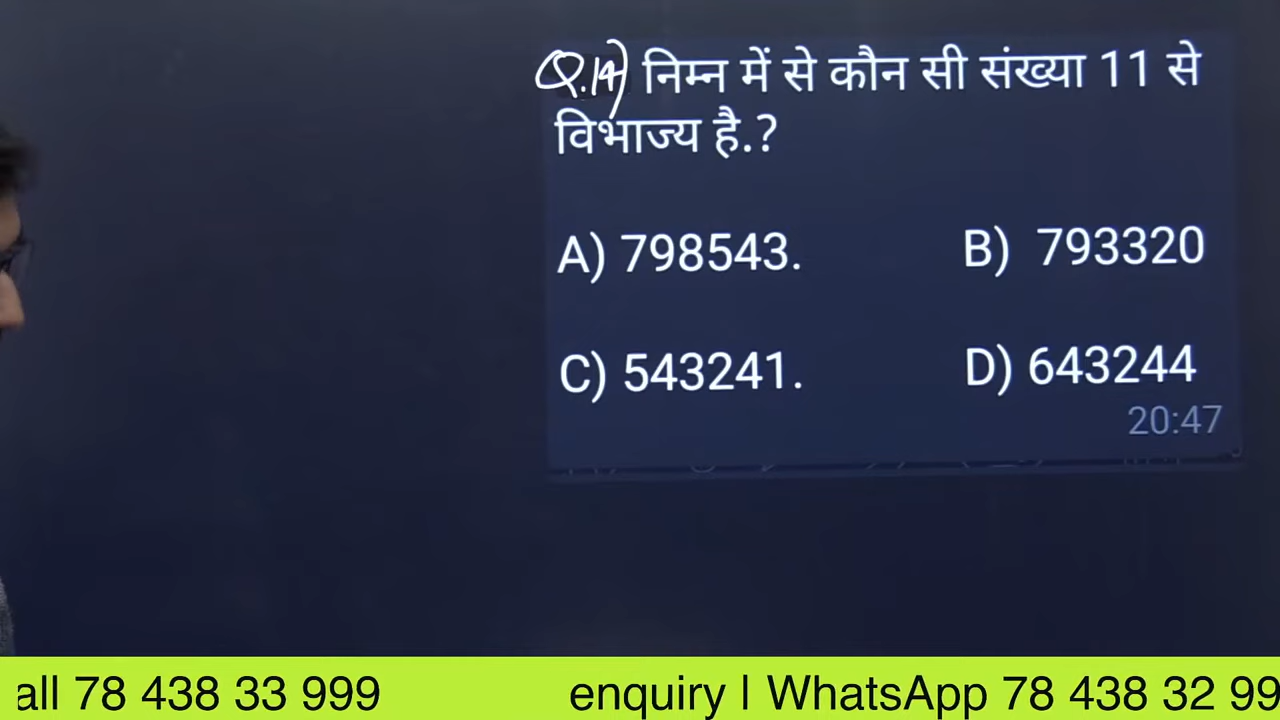 Q.14) निम्न में से कौन सी संख्या 11 से
विभाज्य है.?
A) 798543. B) 793320
C) 543241. D) 643244
20:47
all 78 438 33 999 enquiry I WhatsApp 78 438 32 99